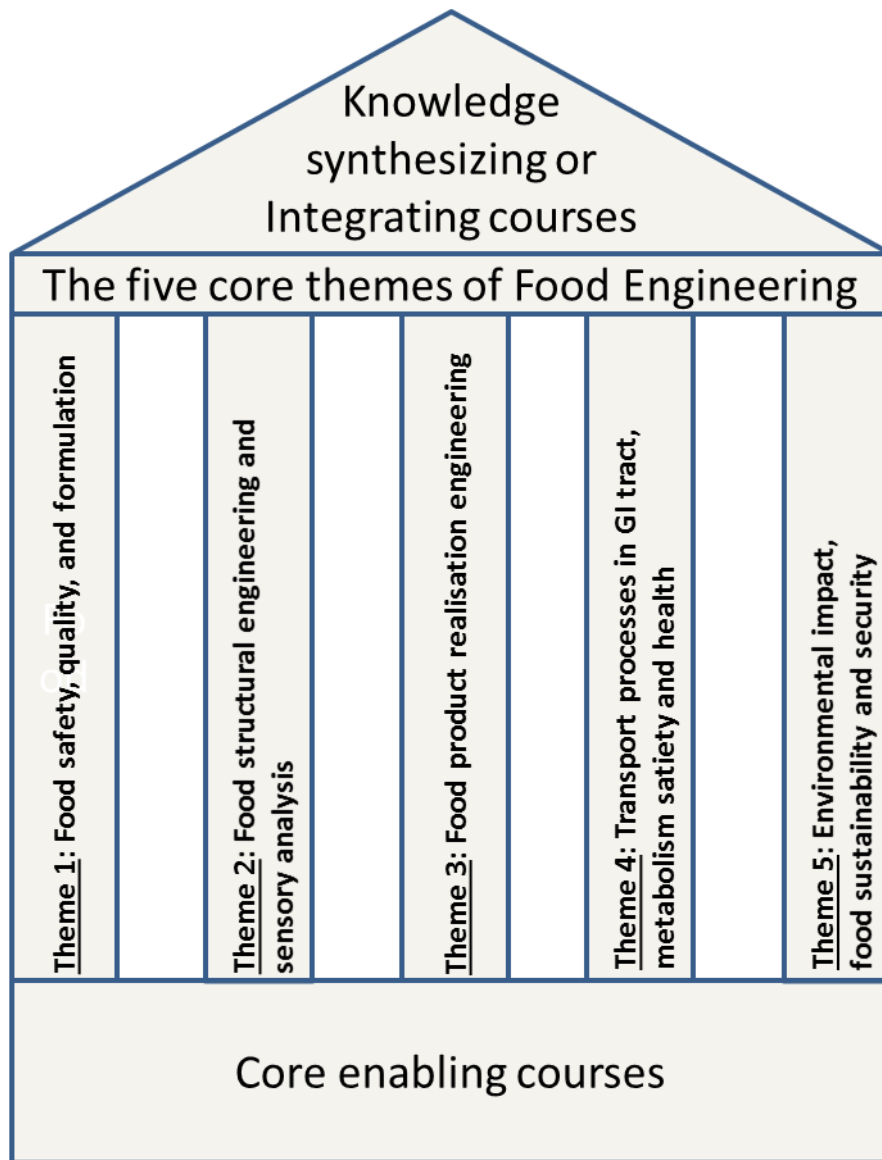 Knowledge
synthesizing or
Integrating courses
The five core themes of Food Engineering
Theme 1: Food safety, quality, and formulation
Theme 2: Food structural engineering and
sensory analysis
Theme 3: Food product realisation engineering
Theme 4: Transport processes in GI tract,
metabolism satiety and health
Theme 5: Environmental impact,
food sustainability and security
Core enabling courses